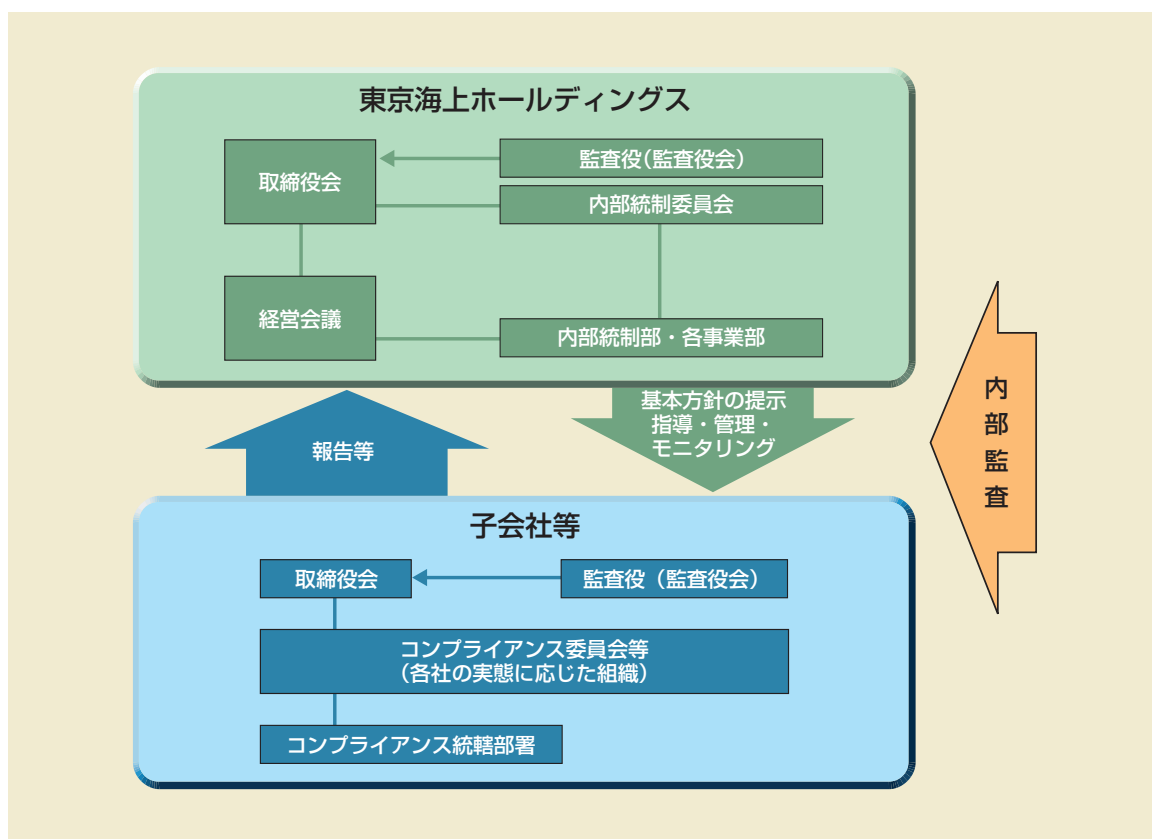 東京海上ホールディングス
取締役会
監査役（監査役会）
内部統制委員会
経営会議
内部統制部・各事業部
報告等
基本方針の提示
指導・管理・
モニタリング
内部監査
子会社等
取締役会
監査役（監査役会）
コンプライアンス委員会等
（各社の実態に応じた組織）
コンプライアンス統轄部署